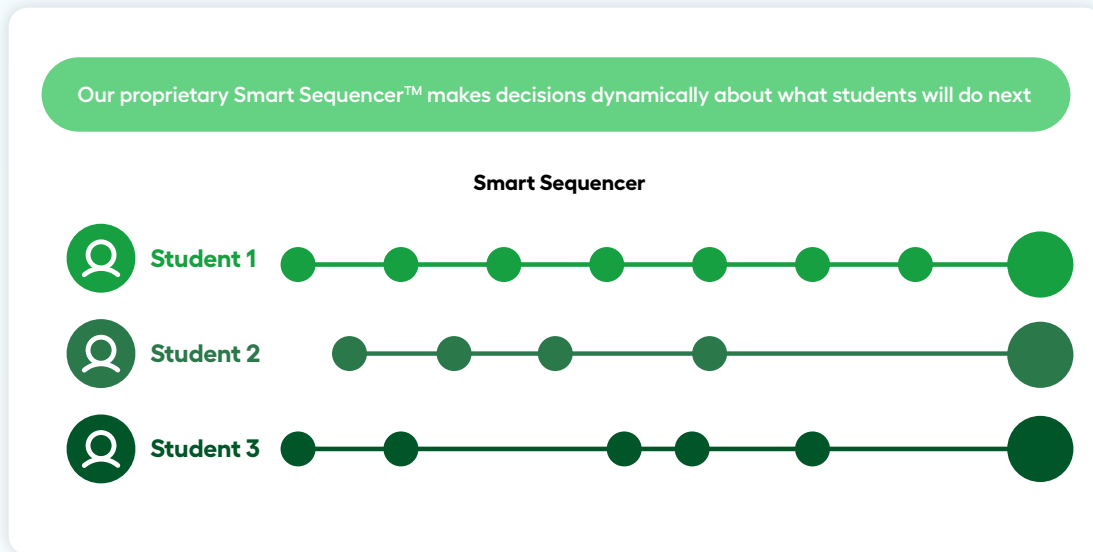 Our proprietary Smart Sequencer™ makes decisions dynamically about what students will do next
Smart Sequencer
Student 1
Student 2
Student 3